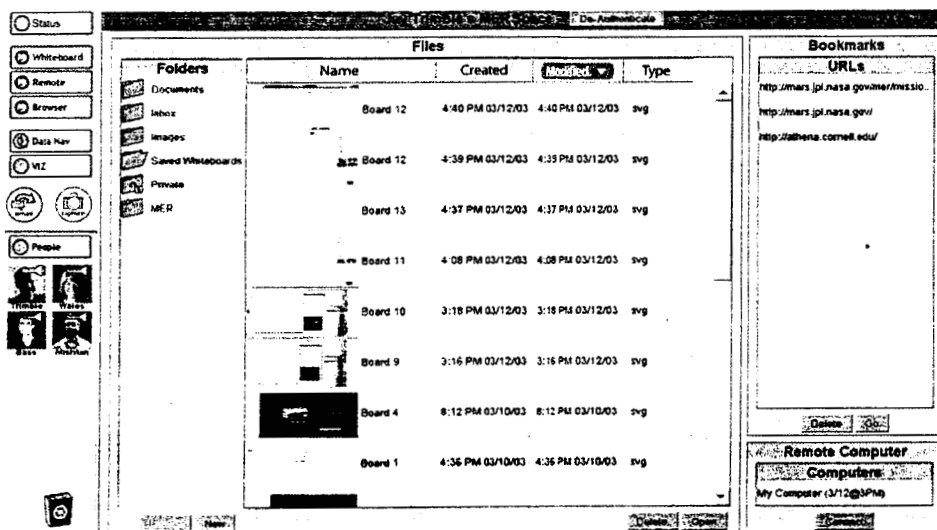 Status
De-Authenticate
Whiteboard
Remote
Browser
Data Nav
VIZ
People
Trimble Wales
Bass
Files
Folders
Documents
Inbox
Images
Saved Whiteboards
Private
MER
Name Created Modified Type
Board 12 4:40 PM 03/12/03 4:40 PM 03/12/03 svg
Board 12 4:39 PM 03/12/03 4:39 PM 03/12/03 svg
Board 13 4:37 PM 03/12/03 4:37 PM 03/12/03 svg
Board 11 4:08 PM 03/12/03 4:08 PM 03/12/03 svg
Board 10 3:18 PM 03/12/03 3:18 PM 03/12/03 svg
Board 9 3:16 PM 03/12/03 3:16 PM 03/12/03 svg
Board 4 8:12 PM 03/10/03 8:12 PM 03/10/03 svg
Board 1 4:36 PM 03/10/03 4:36 PM 03/10/03 svg
New
Delete Open
Bookmarks
URLs
http://mars.jpl.nasa.gov/mer/missio..
http://mars.jpl.nasa.gov/
http://athena.cornell.edu/
Delete Go
Remote Computer
Computers
My Computer (3/12@3PM)
Connect